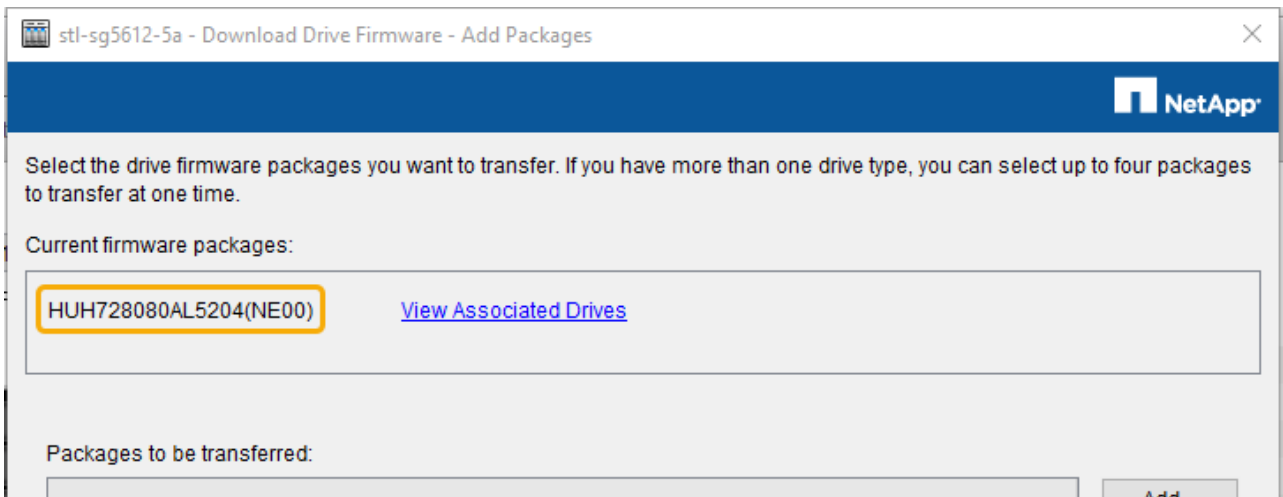 stl-sg5612-5a - Download Drive Firmware - Add Packages
NetApp
Select the drive firmware packages you want to transfer. If you have more than one drive type, you can select up to four packages
to transfer at one time.
Current firmware packages:
HUH728080AL5204(NE00) View Associated Drives
Packages to be transferred:
Add...